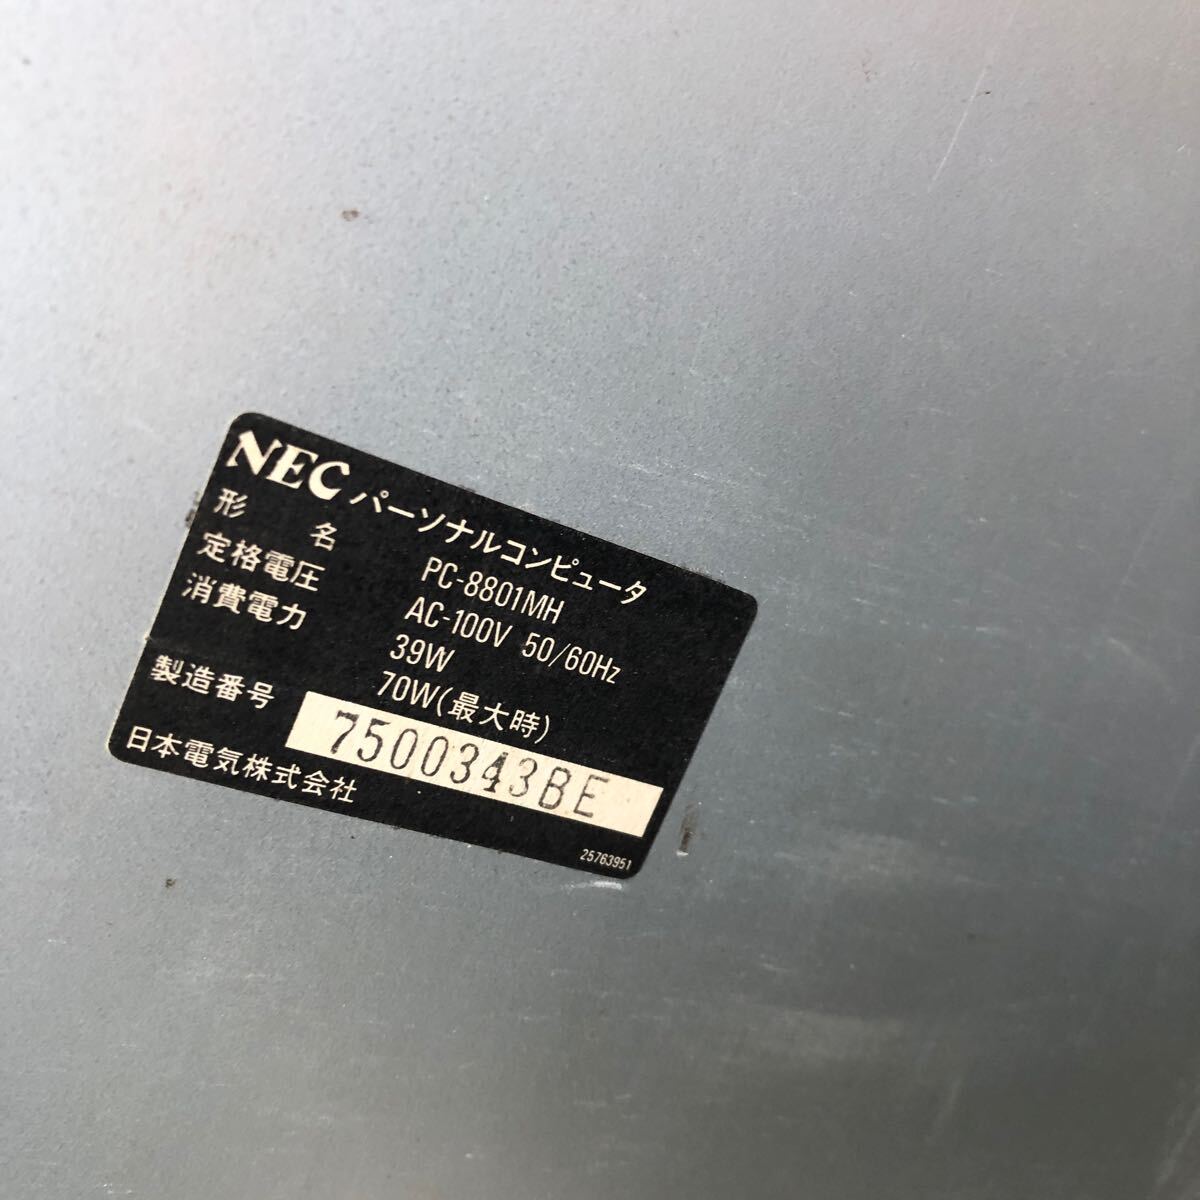 NEC パーソナルコンピュータ
形 名 PC-8801MH
定格電圧 AC-100V 50/60Hz
消費電力 39W
70W(最大時)
製造番号 7500343BE
日本電気株式会社
25763951